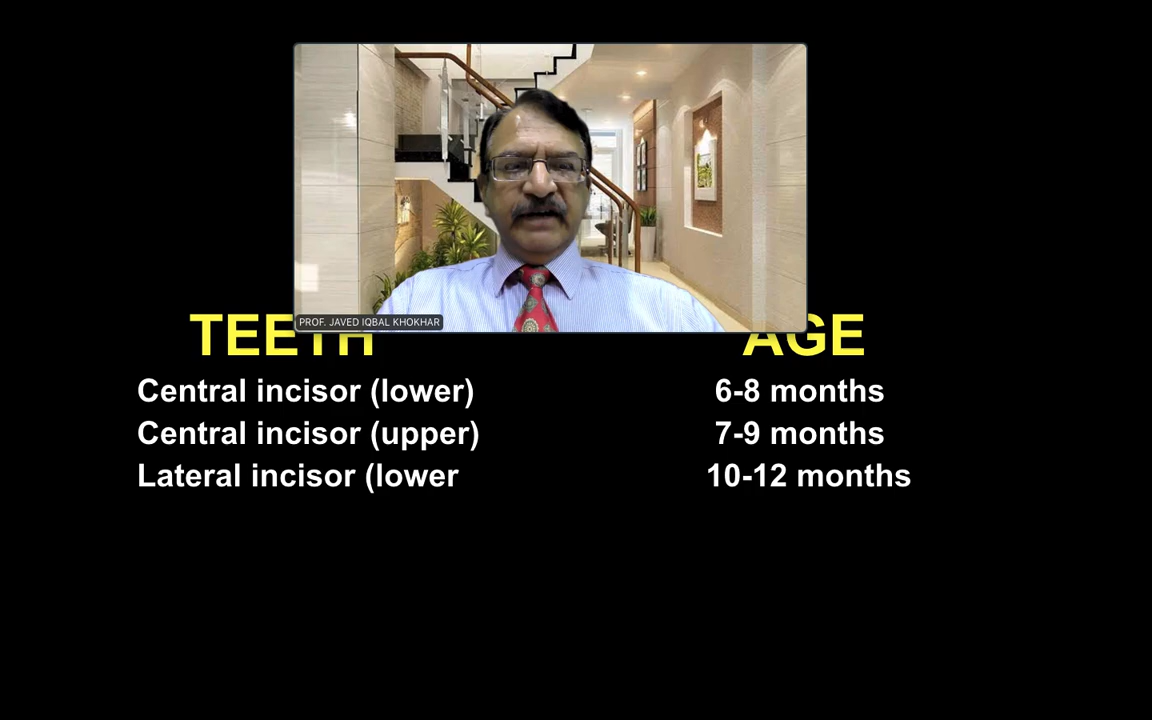 PROF. JAVED IQBAL KHOKHAR
TEETH AGE
Central incisor (lower) 6-8 months
Central incisor (upper) 7-9 months
Lateral incisor (lower 10-12 months